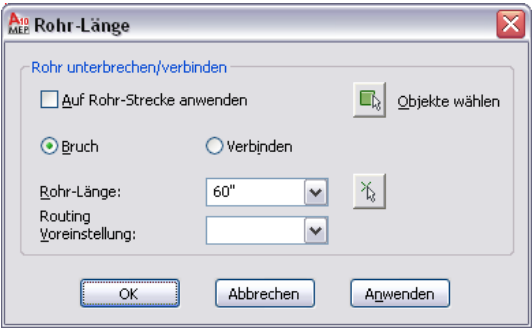 A10 MEP Rohr-Länge
Rohr unterbrechen/verbinden
Auf Rohr-Strecke anwenden
Objekte wählen
Bruch
Verbinden
Rohr-Länge:
60"
Routing
Voreinstellung:
OK
Abbrechen
Anwenden